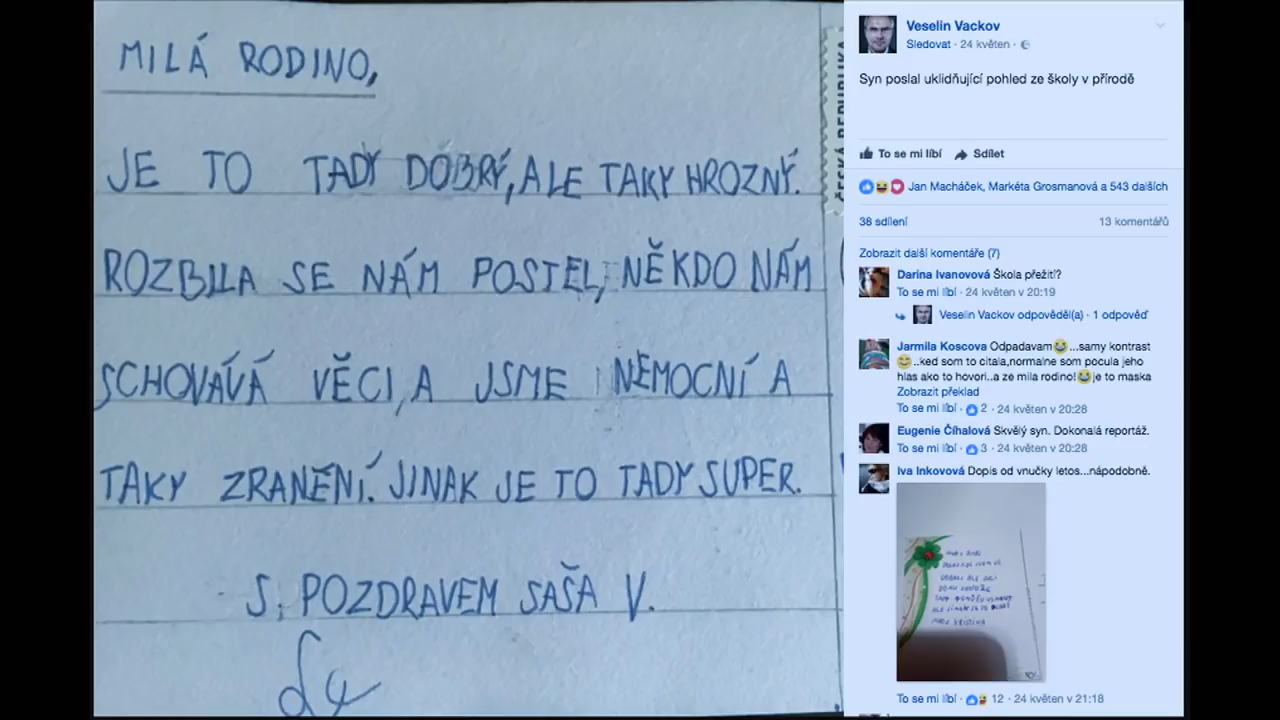 MILÁ RODINO,
JE TO TADY DOBRÝ, ALE TAKY HROZNÝ.
ROZBILA SE NÁM POSTEL, NĚKDO NÁM
SCHOVÁVÁ VĚCI, A JSME NEMOCNÍ A
TAKY ZRANĚNÍ. JINAK JE TO TADY SUPER.
S. POZDRAVEM SAŠA V.
ČESKÁ REPUBLIKA
Veselin Vackov
Sledovat · 24 květen ·
Syn poslal uklidňující pohled ze školy v přírodě
To se mi líbí Sdílet
Jan Macháček, Markéta Grosmanová a 543 dalších
38 sdílení 13 komentářů
Zobrazit další komentáře (7)
Darina Ivanovová Škola přežití?
To se mi líbí · 24 květen v 20:19
Veselin Vackov odpověděl(a) · 1 odpověď
Jarmila Koscova Odpadavam😂...samy kontrast
😄..ked som to citala,normalne som pocula jeho
hlas ako to hovori..a ze mila rodino!😂je to maska
Zobrazit překlad
To se mi líbí · 2 · 24 květen v 20:28
Eugenie Číhalová Skvělý syn. Dokonalá reportáž.
To se mi líbí · 3 · 24 květen v 20:28
Iva Inkovová Dopis od vnučky letos...nápodobně.
To se mi líbí · 12 · 24 květen v 21:18